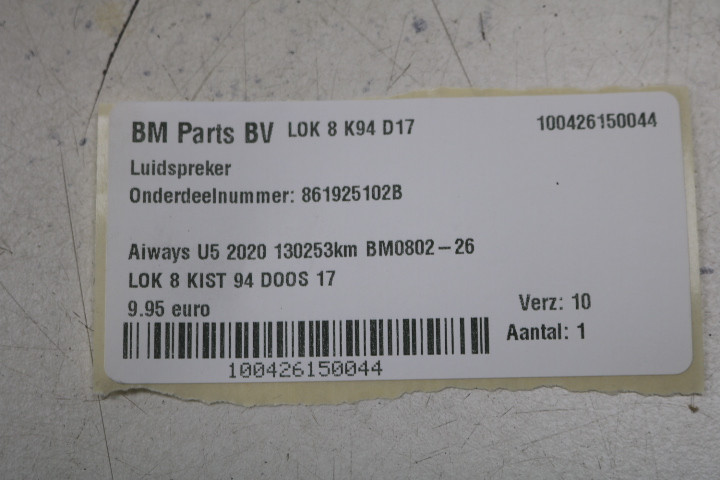 BM Parts BV LOK 8 K94 D17 100426150044
Luidspreker
Onderdeelnummer: 861925102B
Aiways U5 2020 130253km BM0802-26
LOK 8 KIST 94 DOOS 17
9.95 euro Verz: 10
Aantal: 1
100426150044